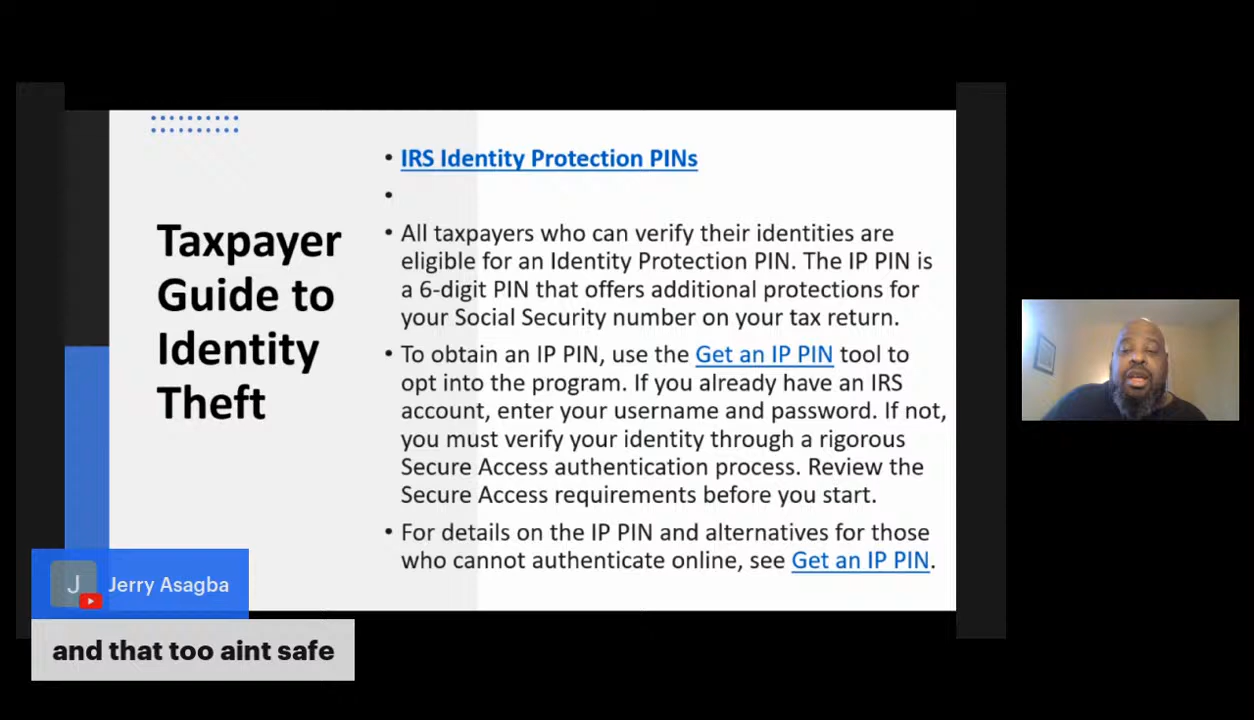 Taxpayer
Guide to
Identity
Theft
IRS Identity Protection PINs
All taxpayers who can verify their identities are
eligible for an Identity Protection PIN. The IP PIN is
a 6-digit PIN that offers additional protections for
your Social Security number on your tax return.
To obtain an IP PIN, use the Get an IP PIN tool to
opt into the program. If you already have an IRS
account, enter your username and password. If not,
you must verify your identity through a rigorous
Secure Access authentication process. Review the
Secure Access requirements before you start.
For details on the IP PIN and alternatives for those
who cannot authenticate online, see Get an IP PIN.
J
Jerry Asagba
and that too aint safe